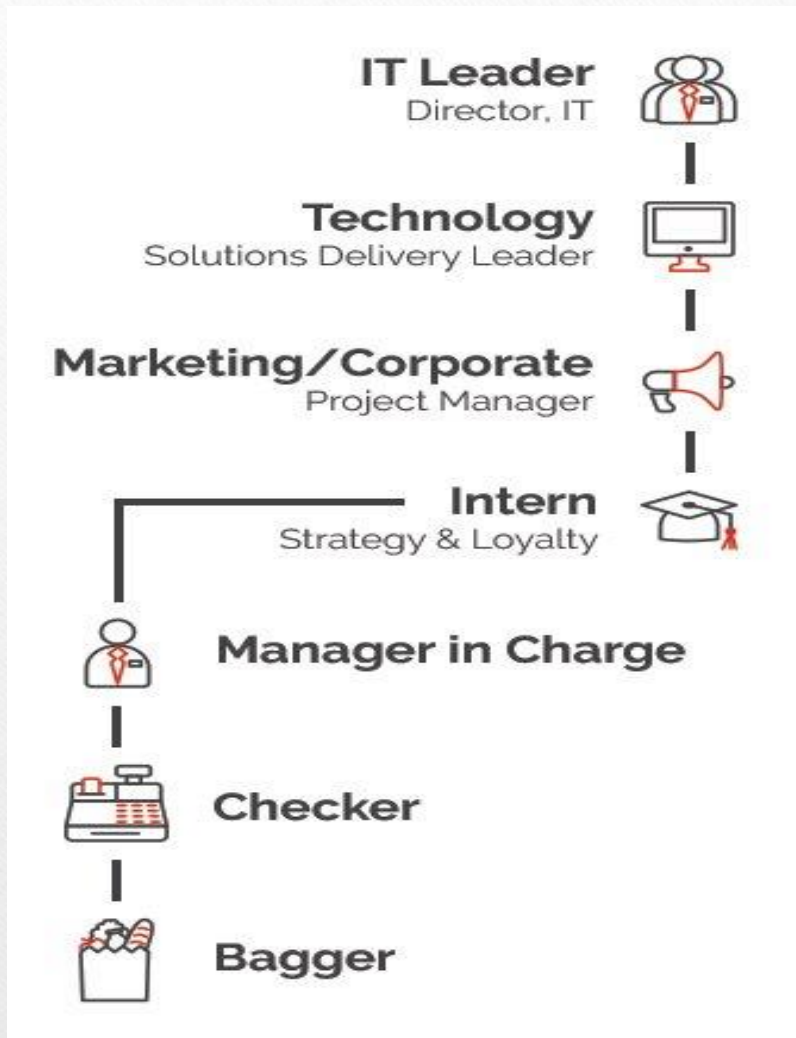 IT Leader
Director, IT
Technology
Solutions Delivery Leader
Marketing/Corporate
Project Manager
Intern
Strategy & Loyalty
Manager in Charge
Checker
Bagger